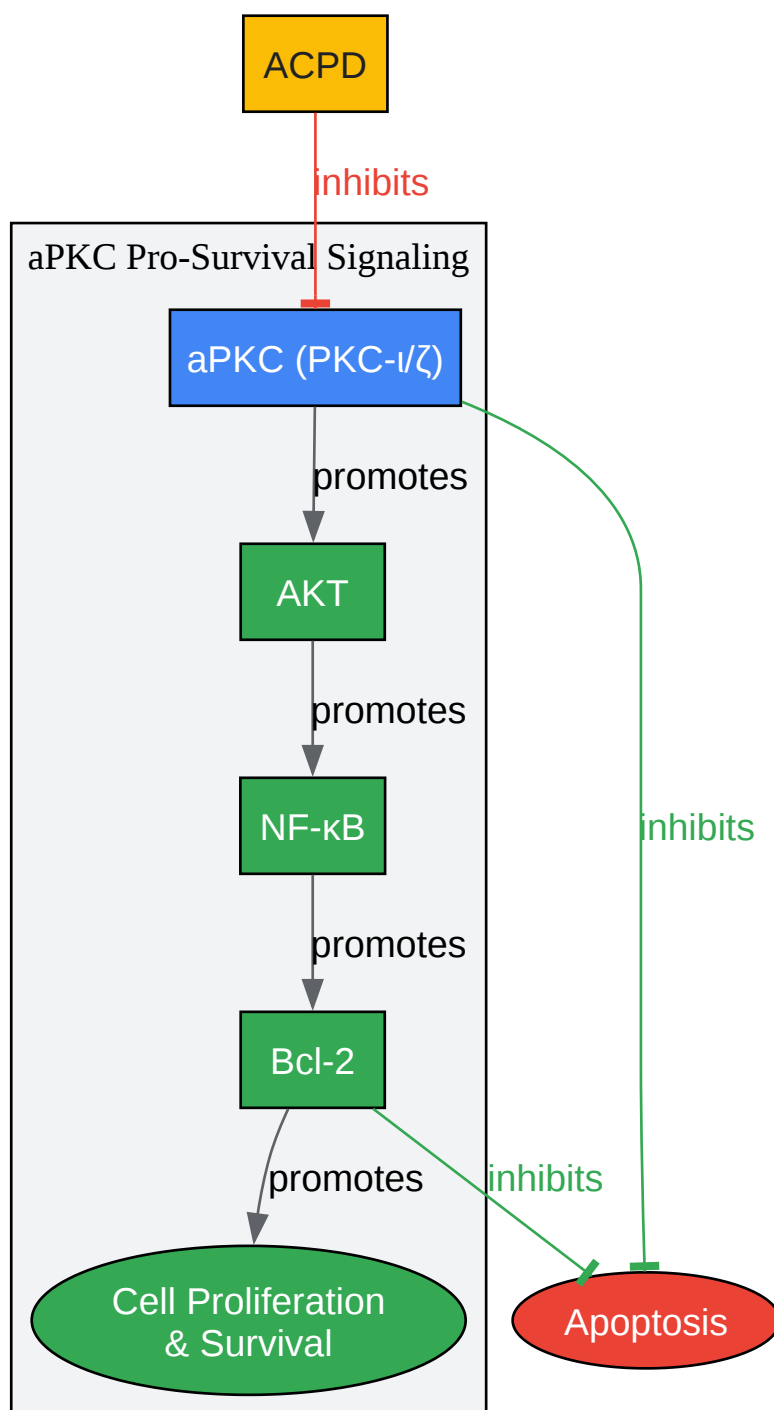 ACPD
inhibits
aPKC Pro-Survival Signaling
aPKC (PKC-ι/ζ)
promotes
AKT
promotes
NF-κB
inhibits
promotes
Bcl-2
promotes
inhibits
Cell Proliferation
& Survival
Apoptosis